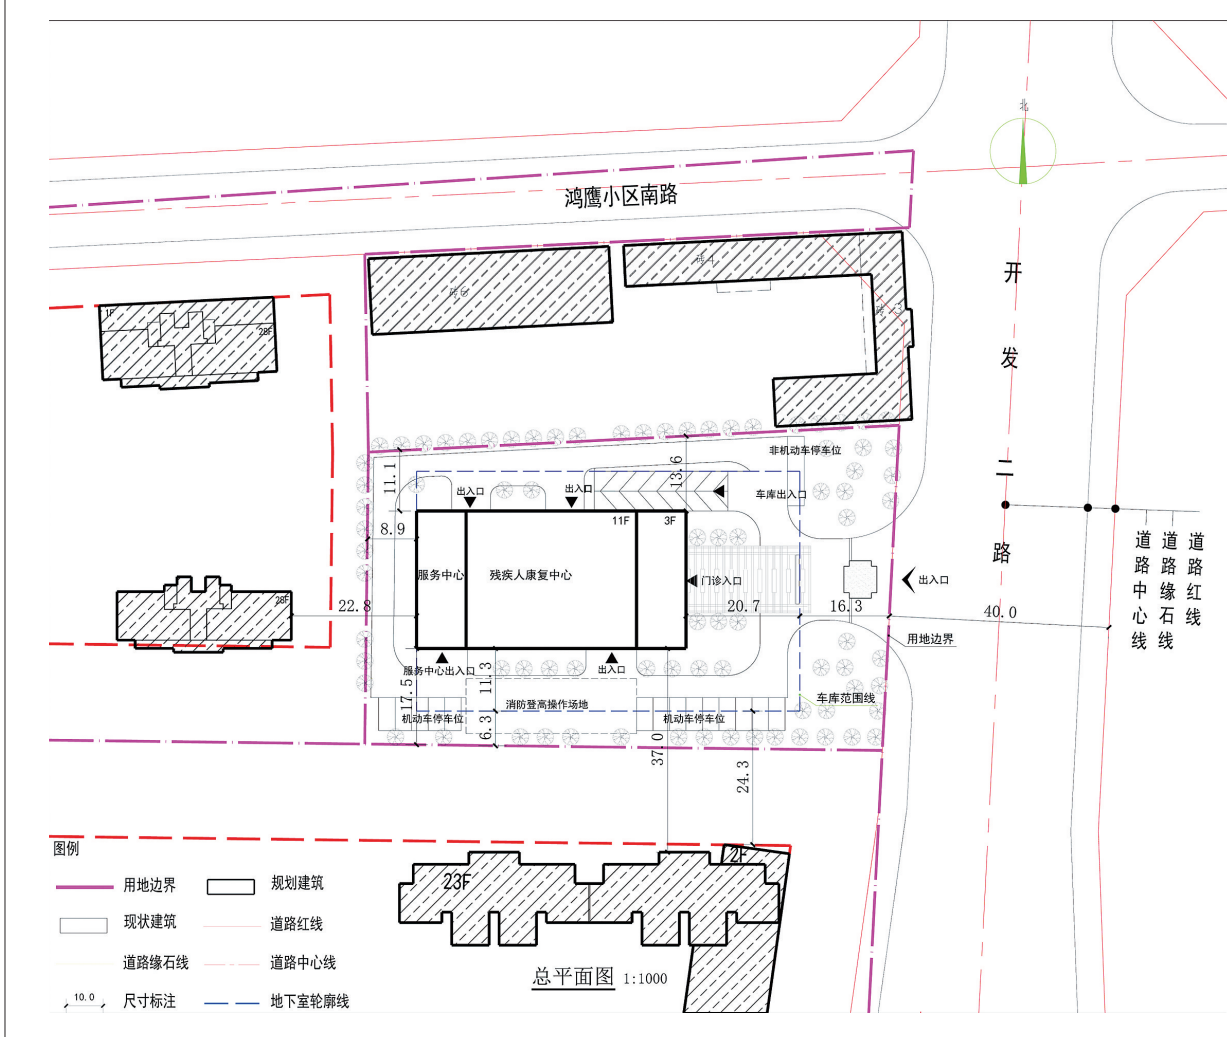 北
鸿鹰小区南路
砖4
砖6
砖3
开
发
二
路
1F
28F
非机动车停车位
11.1
13.6
出入口
出入口
车库出入口
11F
3F
8.9
服务中心
残疾人康复中心
门诊入口
出入口
道路中心线
道路缘石线
道路红线
22.8
20.7
16.3
40.0
用地边界
服务中心出入口
出入口
11.3
17.5
车库范围线
消防登高操作场地
机动车停车位
机动车停车位
6.3
37.0
24.3
图例
用地边界
规划建筑
现状建筑
道路红线
道路缘石线
道路中心线
10.0
尺寸标注
地下室轮廓线
23F
2F
总平面图 1:1000